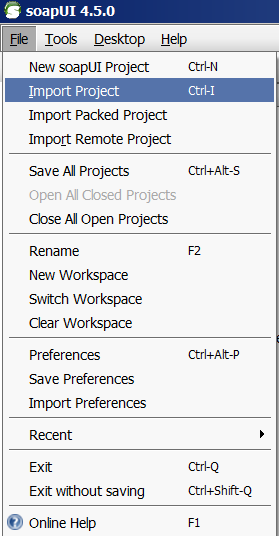 soapUI 4.5.0
File Tools Desktop Help
New soapUI Project Ctrl-N
Import Project Ctrl-I
Import Packed Project
Import Remote Project
Save All Projects Ctrl+Alt-S
Open All Closed Projects
Close All Open Projects
Rename F2
New Workspace
Switch Workspace
Clear Workspace
Preferences Ctrl+Alt-P
Save Preferences
Import Preferences
Recent
Exit Ctrl-Q
Exit without saving Ctrl+Shift-Q
Online Help F1